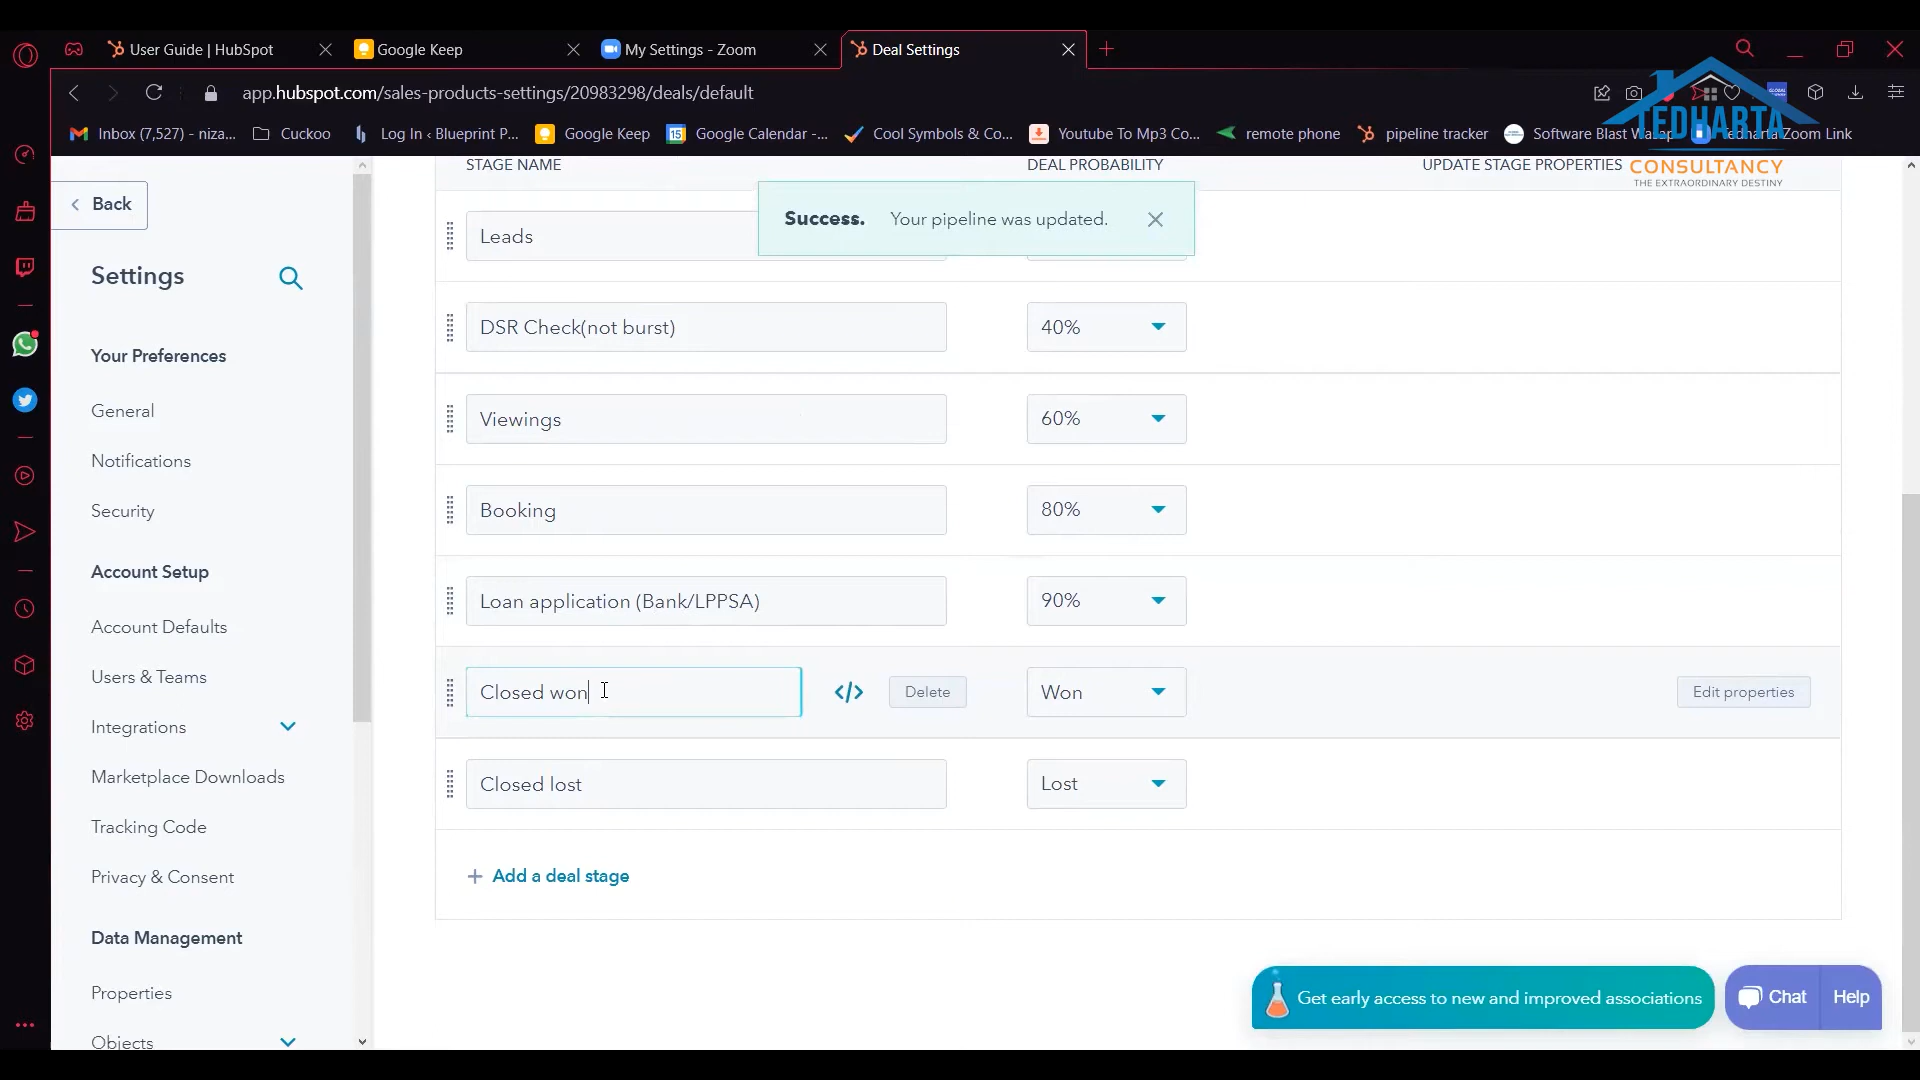 User Guide | HubSpot
Google Keep
My Settings - Zoom
Deal Settings
app.hubspot.com/sales-products-settings/20983298/deals/default
Inbox (7,527) - niza...
Cuckoo
Log In ‹ Blueprint P...
Google Keep
Google Calendar -...
Cool Symbols & Co...
Youtube To Mp3 Co...
remote phone
pipeline tracker
Software Blast Wasap
Tedharta Zoom Link
TEDHARTA
CONSULTANCY
THE EXTRAORDINARY DESTINY
Back
Settings
Your Preferences
General
Notifications
Security
Account Setup
Account Defaults
Users & Teams
Integrations
Marketplace Downloads
Tracking Code
Privacy & Consent
Data Management
Properties
Objects
STAGE NAME
DEAL PROBABILITY
UPDATE STAGE PROPERTIES
Success. Your pipeline was updated.
Leads
DSR Check(not burst)
40%
Viewings
60%
Booking
80%
Loan application (Bank/LPPSA)
90%
Closed won
</>
Delete
Won
Edit properties
Closed lost
Lost
+ Add a deal stage
Get early access to new and improved associations
Chat
Help